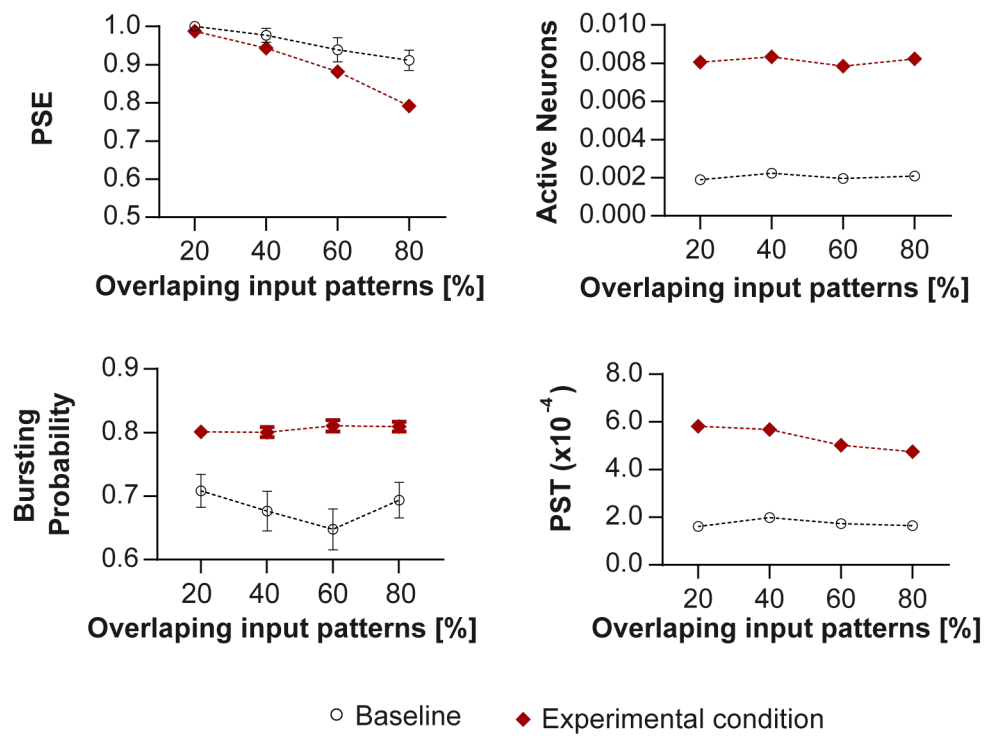 1.0
0.9
0.8
0.7
0.6
0.5
PSE
20 40 60 80
Overlaping input patterns [%]
0.010
0.008
0.006
0.004
0.002
0.000
Active Neurons
20 40 60 80
Overlaping input patterns [%]
0.9
0.8
0.7
0.6
Bursting
Probability
20 40 60 80
Overlaping input patterns [%]
8.0
6.0
4.0
2.0
0.0
PST (x10⁻⁴)
20 40 60 80
Overlaping input patterns [%]
Baseline
Experimental condition